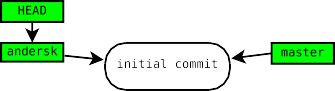 HEAD
andersk
initial commit
master